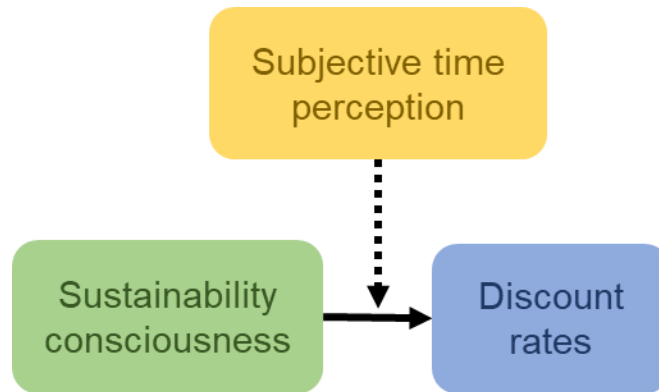 Subjective time
perception
Sustainability
consciousness
Discount
rates